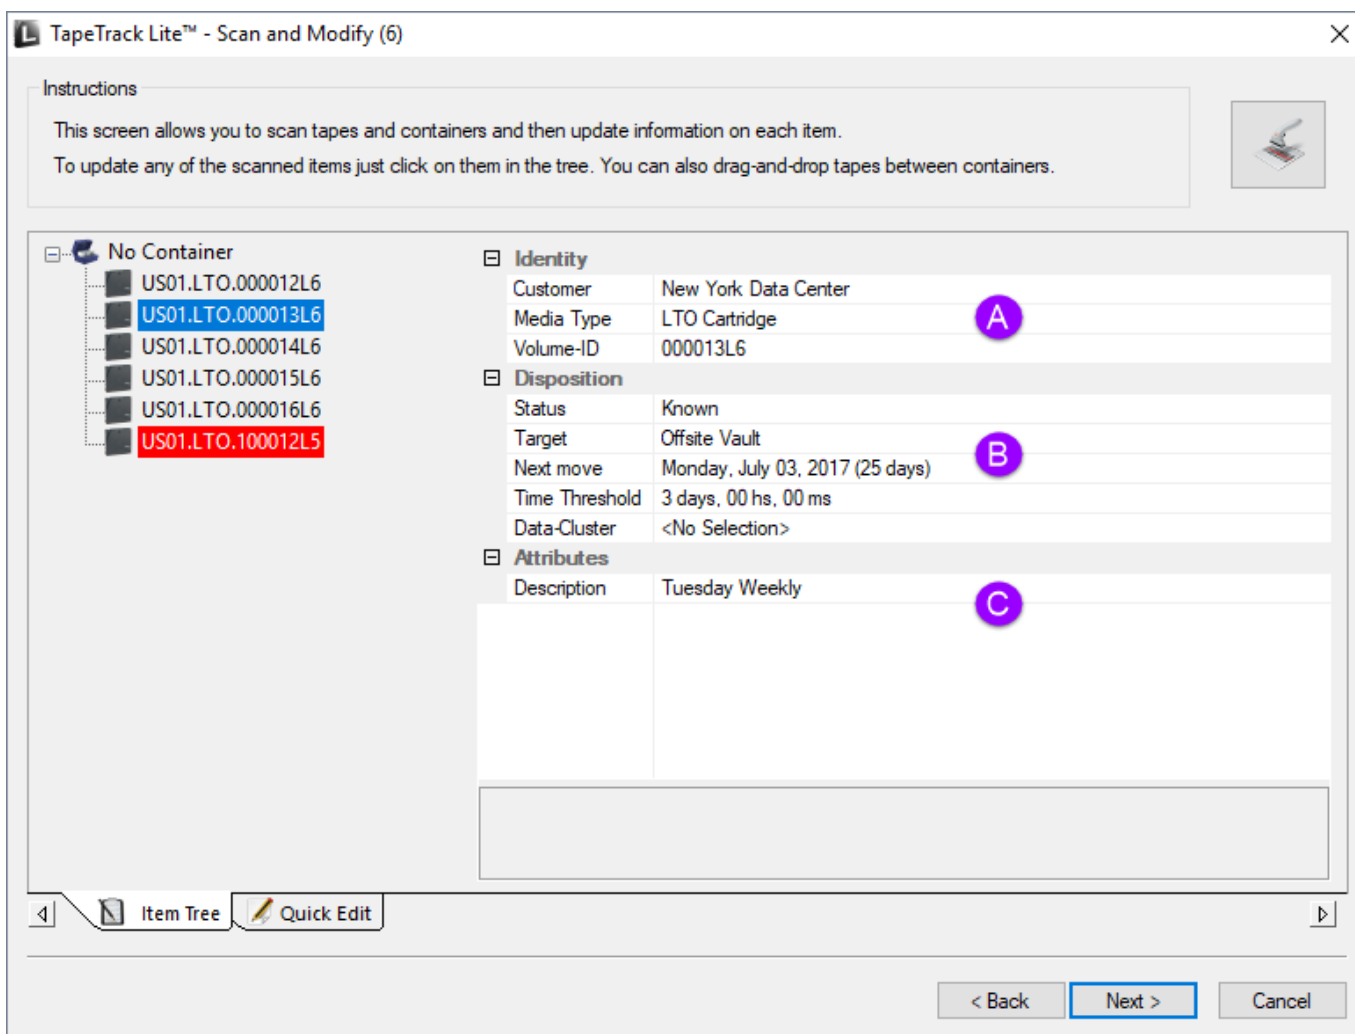 TapeTrack Lite™ - Scan and Modify (6)
Instructions
This screen allows you to scan tapes and containers and then update information on each item.
To update any of the scanned items just click on them in the tree. You can also drag-and-drop tapes between containers.
No Container
US01.LTO.000012L6
US01.LTO.000013L6
US01.LTO.000014L6
US01.LTO.000015L6
US01.LTO.000016L6
US01.LTO.100012L5
Identity
Customer New York Data Center
Media Type LTO Cartridge
A
Volume-ID 000013L6
Disposition
Status Known
Target Offsite Vault
B
Next move Monday, July 03, 2017 (25 days)
Time Threshold 3 days, 00 hs, 00 ms
Data-Cluster <No Selection>
Attributes
Description Tuesday Weekly
C
Item Tree Quick Edit
< Back Next > Cancel